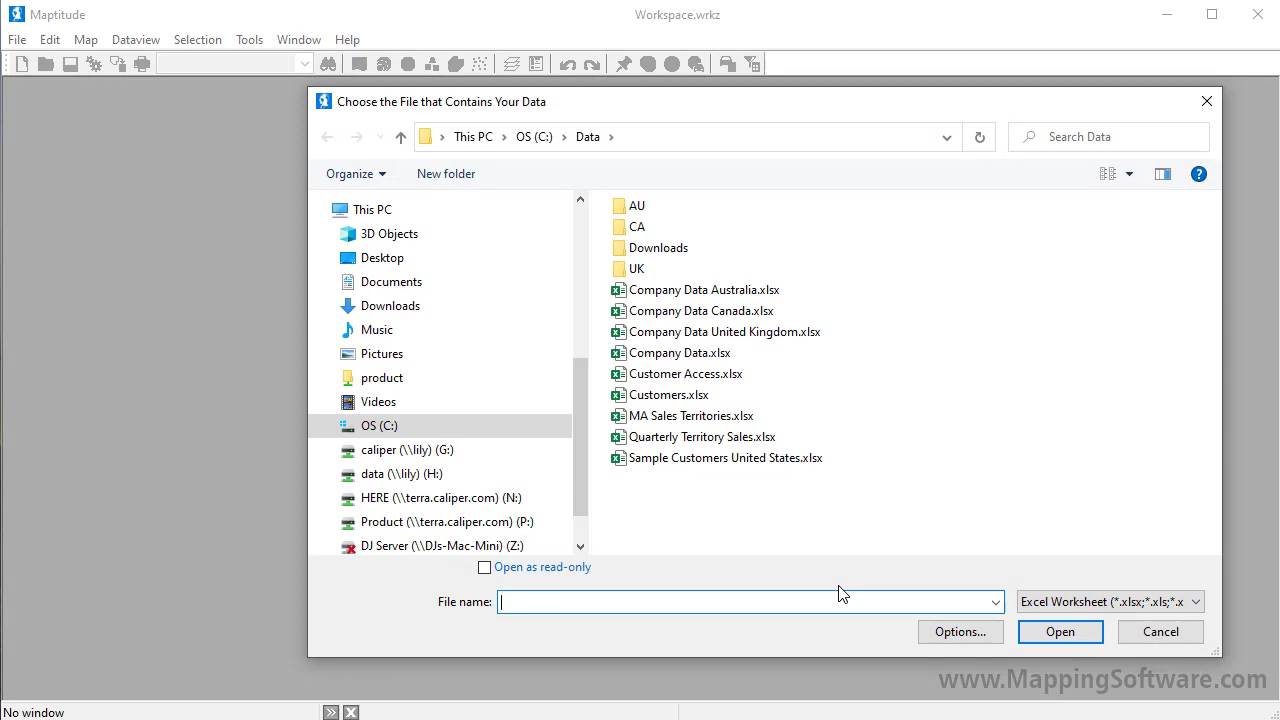 Maptitude
Workspace.wrkz
File Edit Map Dataview Selection Tools Window Help
Choose the File that Contains Your Data
This PC > OS (C:) > Data >
Search Data
Organize
New folder
This PC
3D Objects
Desktop
Documents
Downloads
Music
Pictures
product
Videos
OS (C:)
caliper (\\lily) (G:)
data (\\lily) (H:)
HERE (\\terra.caliper.com) (N:)
Product (\\terra.caliper.com) (P:)
DJ Server (\\DJs-Mac-Mini) (Z:)
AU
CA
Downloads
UK
Company Data Australia.xlsx
Company Data Canada.xlsx
Company Data United Kingdom.xlsx
Company Data.xlsx
Customer Access.xlsx
Customers.xlsx
MA Sales Territories.xlsx
Quarterly Territory Sales.xlsx
Sample Customers United States.xlsx
Open as read-only
File name:
Excel Worksheet (*.xlsx;*.xls;*.x
Options...
Open
Cancel
www.MappingSoftware.com
No window